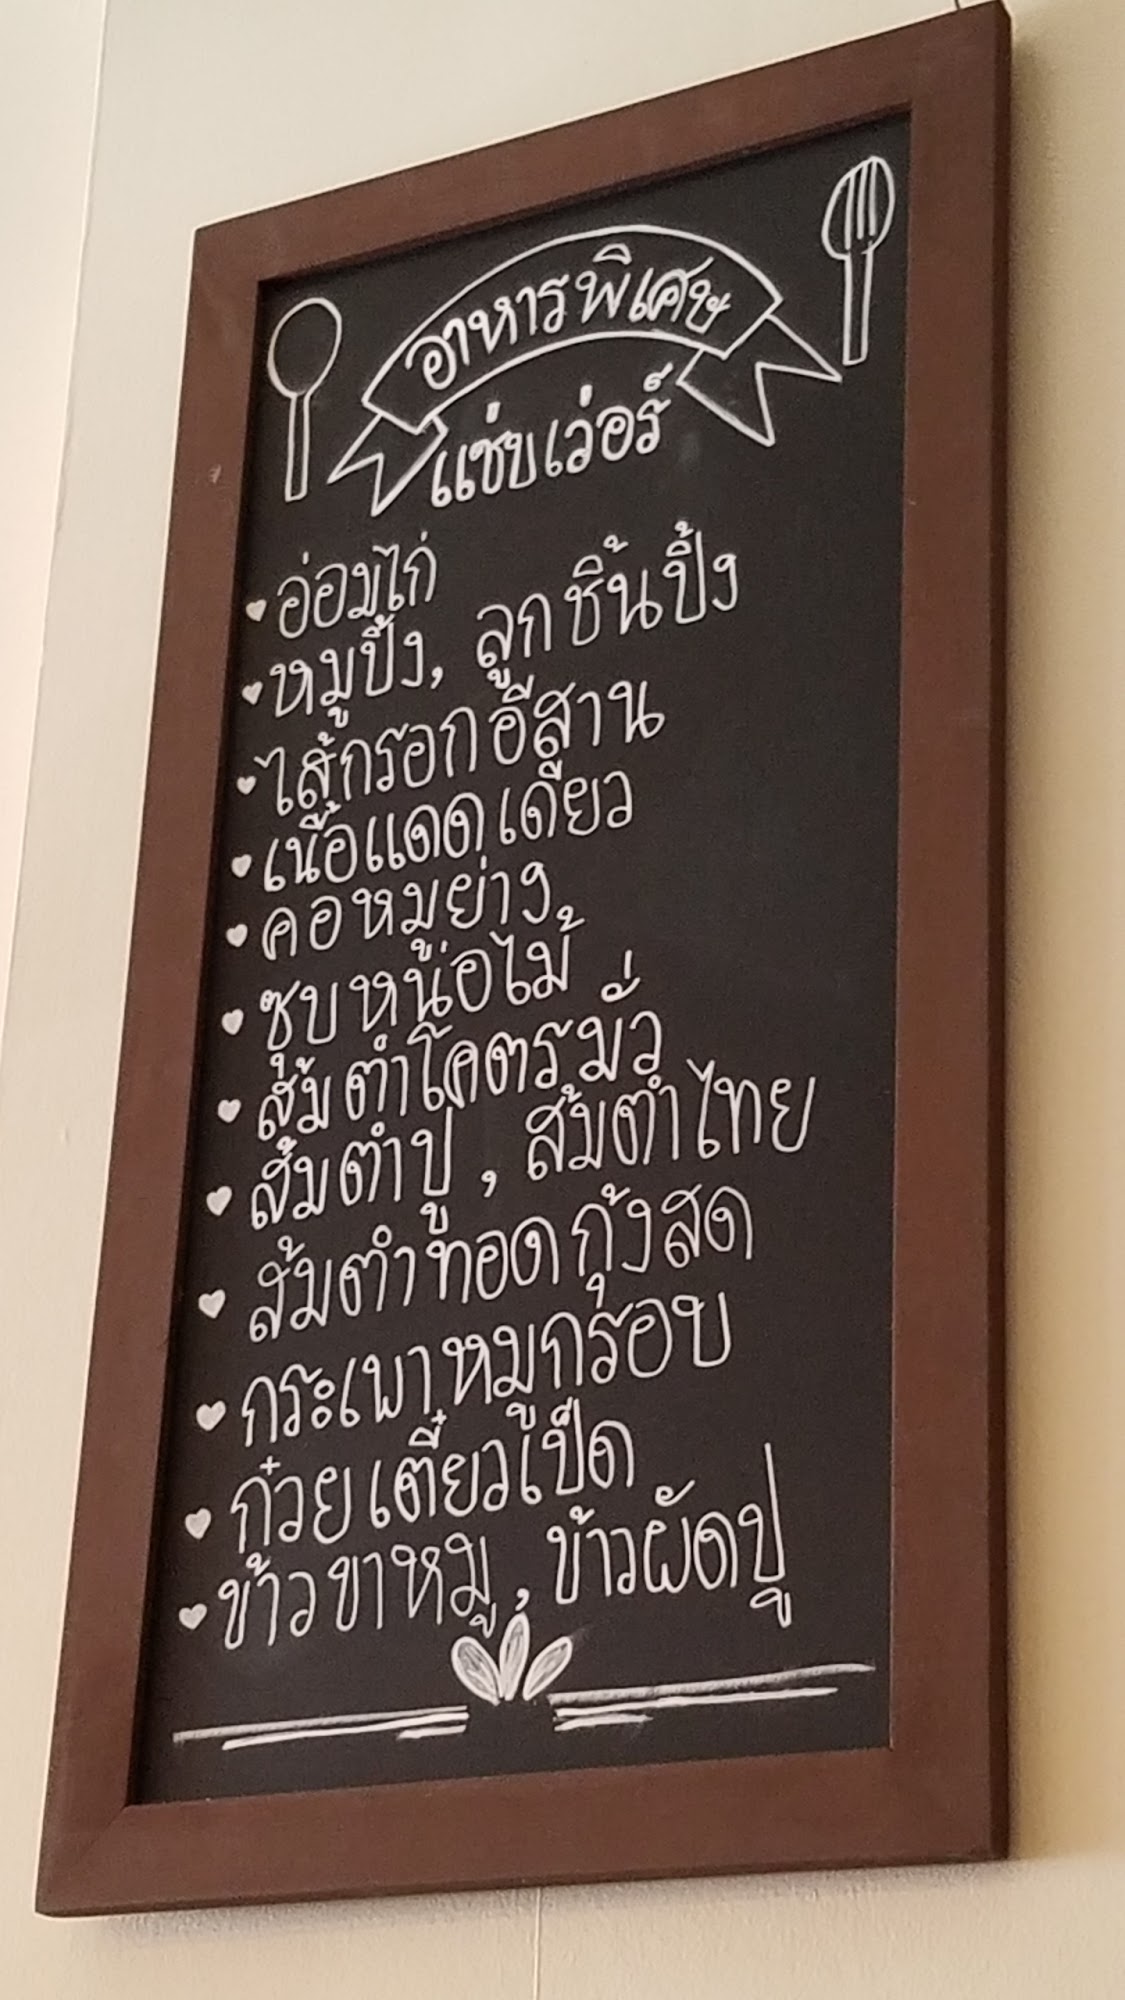 อาหารพิเศษ
แซ่บเว่อร์
อ่อมไก่
หมูปิ้ง, ลูกชิ้นปิ้ง
ไส้กรอกอีสาน
เนื้อแดดเดียว
คอหมูย่าง
ซุบหน่อไม้
ส้มตำโคตรมั่ว
ส้มตำปู, ส้มตำไทย
ส้มตำทอดกุ้งสด
กระเพาหมูกรอบ
ก๋วยเตี๋ยวเป็ด
ข้าวขาหมู, ข้าวผัดปู